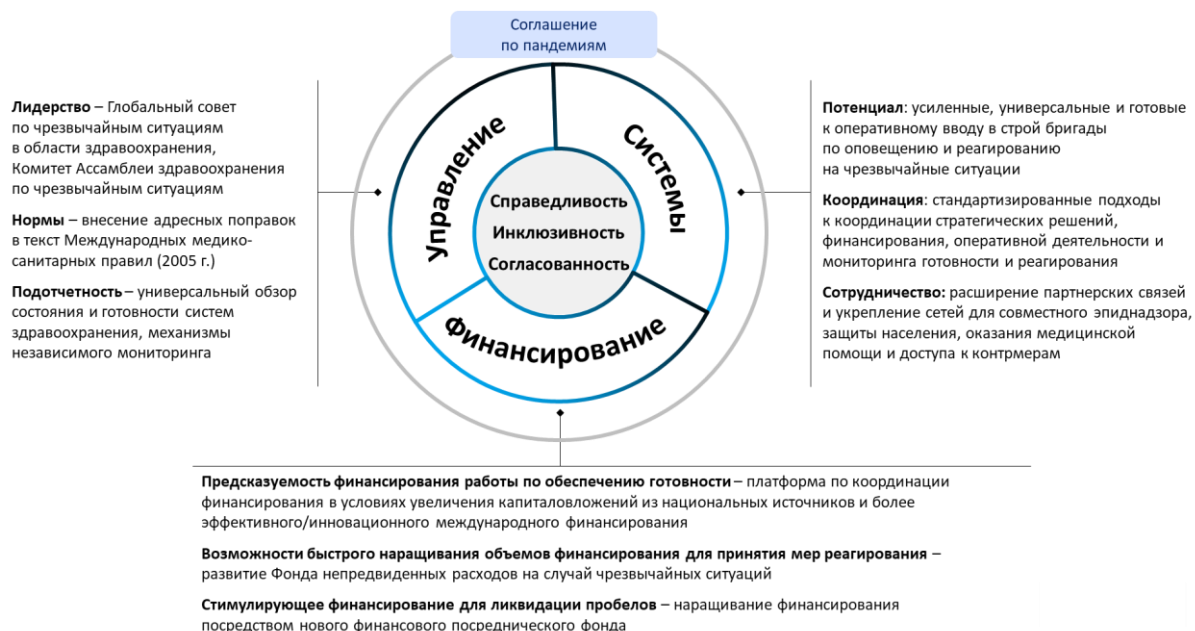 Соглашение
по пандемиям
Лидерство – Глобальный совет
по чрезвычайным ситуациям
в области здравоохранения,
Комитет Ассамблеи здравоохранения
по чрезвычайным ситуациям
Нормы – внесение адресных поправок
в текст Международных медико-
санитарных правил (2005 г.)
Подотчетность – универсальный обзор
состояния и готовности систем
здравоохранения, механизмы
независимого мониторинга
Управление
Системы
Финансирование
Справедливость
Инклюзивность
Согласованность
Потенциал: усиленные, универсальные и готовые
к оперативному вводу в строй бригады
по оповещению и реагированию
на чрезвычайные ситуации
Координация: стандартизированные подходы
к координации стратегических решений,
финансирования, оперативной деятельности и
мониторинга готовности и реагирования
Сотрудничество: расширение партнерских связей
и укрепление сетей для совместного эпиднадзора,
защиты населения, оказания медицинской
помощи и доступа к контрмерам
Предсказуемость финансирования работы по обеспечению готовности – платформа по координации
финансирования в условиях увеличения капиталовложений из национальных источников и более
эффективного/инновационного международного финансирования
Возможности быстрого наращивания объемов финансирования для принятия мер реагирования –
развитие Фонда непредвиденных расходов на случай чрезвычайных ситуаций
Стимулирующее финансирование для ликвидации пробелов – наращивание финансирования
посредством нового финансового посреднического фонда